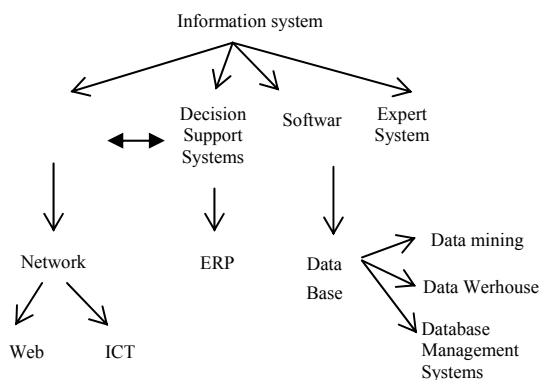 Information system
Decision
Support
Systems
Softwar
Expert
System
Network
ERP
Data
Base
Data mining
Data Werhouse
Database
Management
Systems
Web
ICT